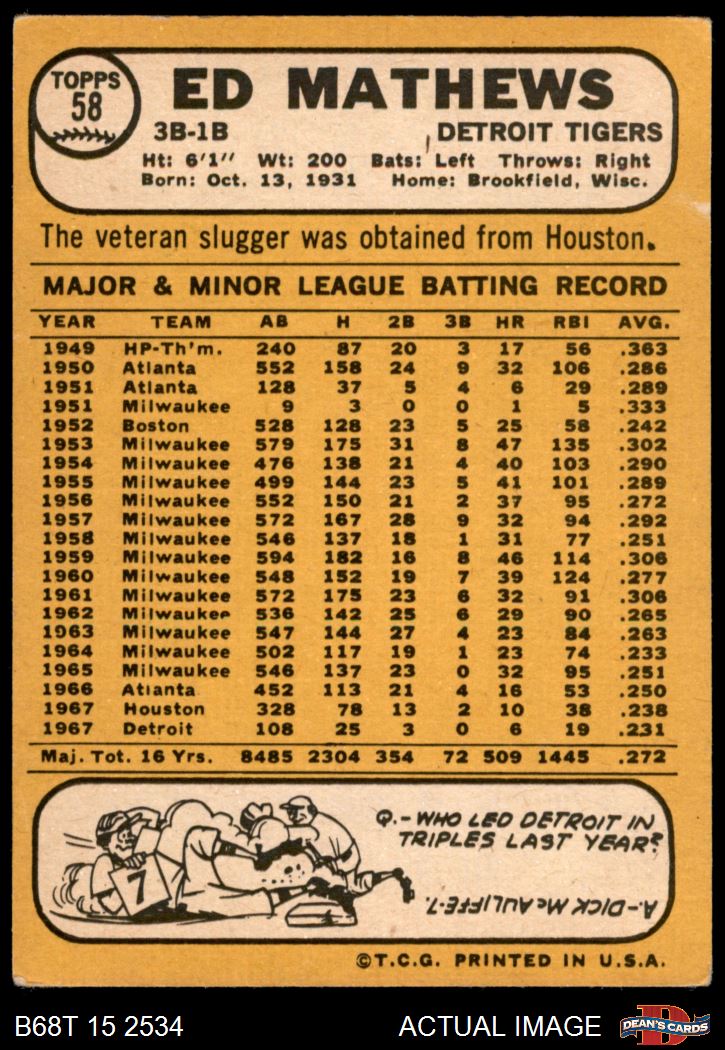 TOPPS
58
ED MATHEWS
3B-1B DETROIT TIGERS
Ht: 6'1" Wt: 200 Bats: Left Throws: Right
Born: Oct. 13, 1931 Home: Brookfield, Wisc.
The veteran slugger was obtained from Houston.
MAJOR & MINOR LEAGUE BATTING RECORD
YEAR TEAM AB H 2B 3B HR RBI AVG.
1949 HP-Th'm. 240 87 20 3 17 56 .363
1950 Atlanta 552 158 24 9 32 106 .286
1951 Atlanta 128 37 5 4 6 29 .289
1951 Milwaukee 9 3 0 0 1 5 .333
1952 Boston 528 128 23 5 25 58 .242
1953 Milwaukee 579 175 31 8 47 135 .302
1954 Milwaukee 476 138 21 4 40 103 .290
1955 Milwaukee 499 144 23 5 41 101 .289
1956 Milwaukee 552 150 21 2 37 95 .272
1957 Milwaukee 572 167 28 9 32 94 .292
1958 Milwaukee 546 137 18 1 31 77 .251
1959 Milwaukee 594 182 16 8 46 114 .306
1960 Milwaukee 548 152 19 7 39 124 .277
1961 Milwaukee 572 175 23 6 32 91 .306
1962 Milwaukee 536 142 25 6 29 90 .265
1963 Milwaukee 547 144 27 4 23 84 .263
1964 Milwaukee 502 117 19 1 23 74 .233
1965 Milwaukee 546 137 23 0 32 95 .251
1966 Atlanta 452 113 21 4 16 53 .250
1967 Houston 328 78 13 2 10 38 .238
1967 Detroit 108 25 3 0 6 19 .231
Maj. Tot. 16 Yrs. 8485 2304 354 72 509 1445 .272
7
Q.-WHO LED DETROIT IN
TRIPLES LAST YEAR?
A.-DICK McAULIFFE-7.
©T.C.G. PRINTED IN U.S.A.
B68T 15 2534 ACTUAL IMAGE
D
DEAN'S CARDS